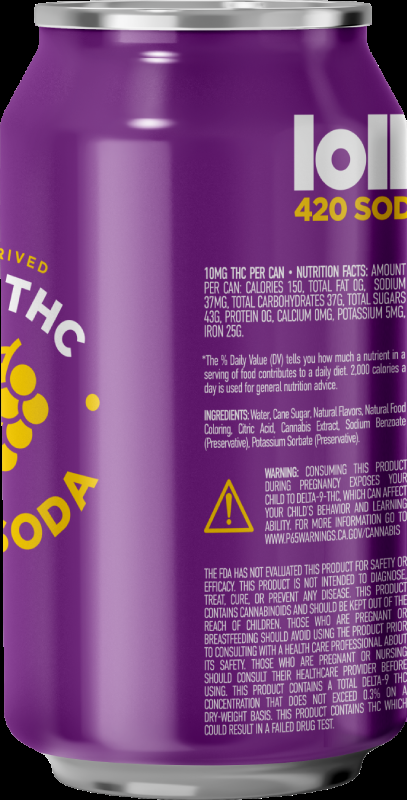 loll
420 SOD
RIVED
THC
SODA
10MG THC PER CAN • NUTRITION FACTS: AMOUNT
PER CAN: CALORIES 150, TOTAL FAT 0G, SODIUM
37MG, TOTAL CARBOHYDRATES 37G, TOTAL SUGARS
43G, PROTEIN 0G, CALCIUM 0MG, POTASSIUM 5MG,
IRON 25G.
*The % Daily Value (DV) tells you how much a nutrient in a
serving of food contributes to a daily diet. 2,000 calories a
day is used for general nutrition advice.
INGREDIENTS: Water, Cane Sugar, Natural Flavors, Natural Food
Coloring, Citric Acid, Cannabis Extract, Sodium Benzoate
(Preservative), Potassium Sorbate (Preservative).
WARNING: CONSUMING THIS PRODUCT
DURING PREGNANCY EXPOSES YOUR
CHILD TO DELTA-9-THC, WHICH CAN AFFECT
YOUR CHILD'S BEHAVIOR AND LEARNING
ABILITY. FOR MORE INFORMATION GO TO
WWW.P65WARNINGS.CA.GOV/CANNABIS
THE FDA HAS NOT EVALUATED THIS PRODUCT FOR SAFETY OR
EFFICACY. THIS PRODUCT IS NOT INTENDED TO DIAGNOSE,
TREAT, CURE, OR PREVENT ANY DISEASE. THIS PRODUCT
CONTAINS CANNABINOIDS AND SHOULD BE KEPT OUT OF THE
REACH OF CHILDREN. THOSE WHO ARE PREGNANT OR
BREASTFEEDING SHOULD AVOID USING THE PRODUCT PRIOR
TO CONSULTING WITH A HEALTH CARE PROFESSIONAL ABOUT
ITS SAFETY. THOSE WHO ARE PREGNANT OR NURSING
SHOULD CONSULT THEIR HEALTHCARE PROVIDER BEFORE
USING. THIS PRODUCT CONTAINS A TOTAL DELTA-9 THC
CONCENTRATION THAT DOES NOT EXCEED 0.3% ON A
DRY-WEIGHT BASIS. THIS PRODUCT CONTAINS THC WHICH
COULD RESULT IN A FAILED DRUG TEST.